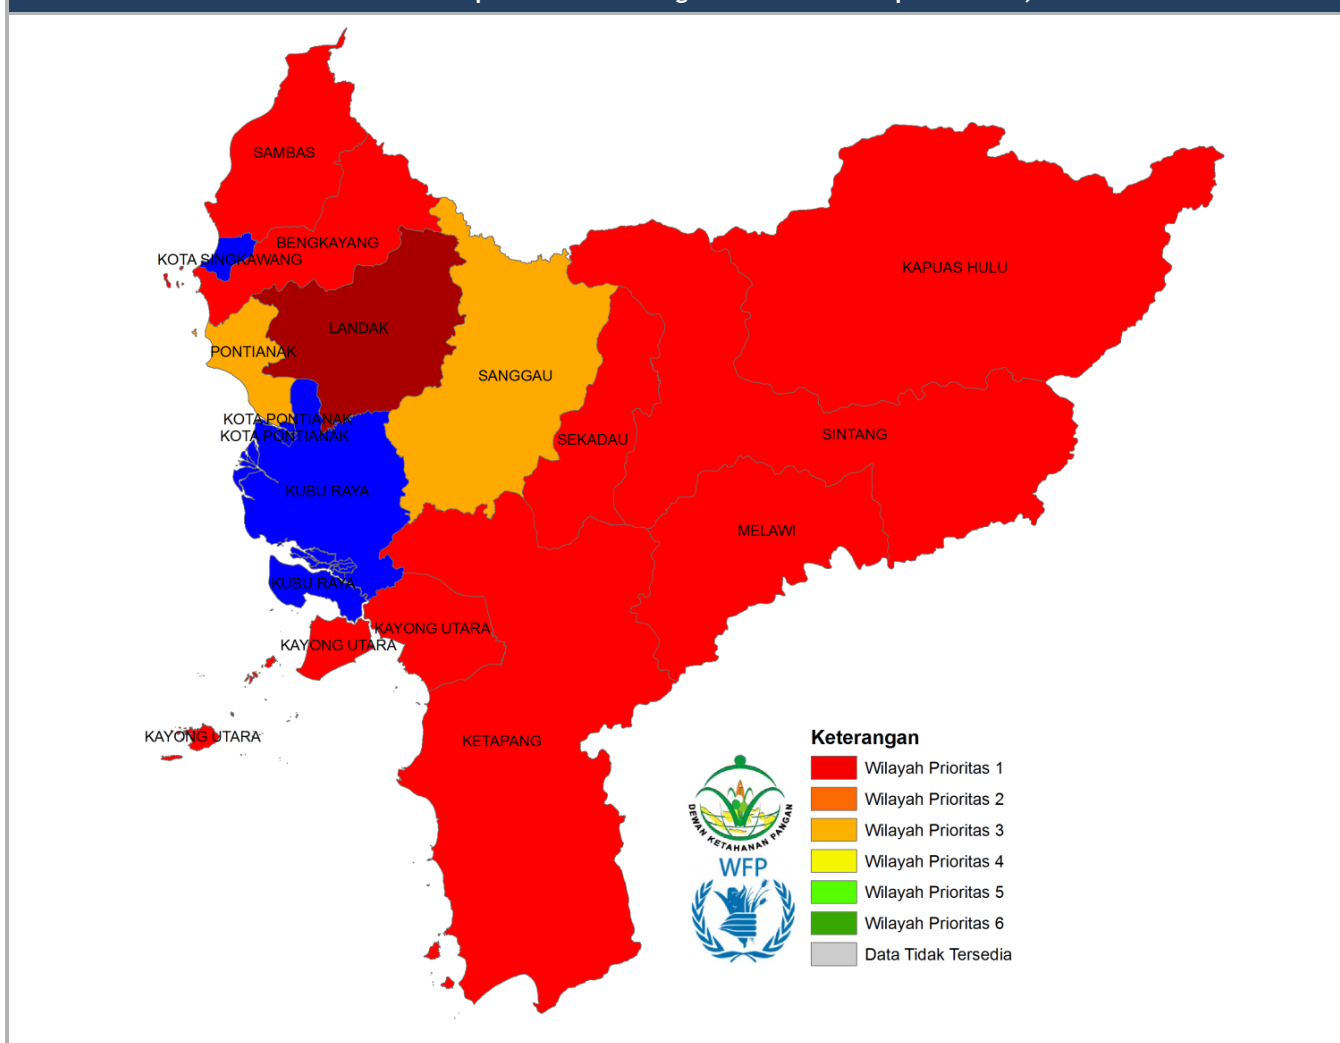 SAMBAS
BENGKAYANG
KOTA SINGKAWANG
KAPUAS HULU
LANDAK
PONTIANAK
SANGGAU
KOTA PONTIANAK
KOTA PONTIANAK
SEKADAU
SINTANG
KUBU RAYA
MELAWI
KUBU RAYA
KAYONG UTARA
KAYONG UTARA
KAYONG UTARA
KETAPANG
Keterangan
Wilayah Prioritas 1
Wilayah Prioritas 2
Wilayah Prioritas 3
Wilayah Prioritas 4
Wilayah Prioritas 5
Wilayah Prioritas 6
Data Tidak Tersedia
DEWAN KETAHANAN PANGAN
WFP